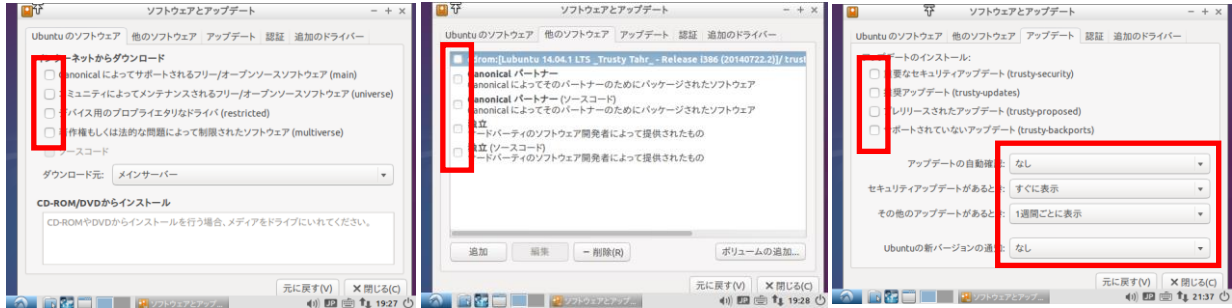 ソフトウェアとアップデート
Ubuntu のソフトウェア 他のソフトウェア アップデート 認証 追加のドライバー
ターネットからダウンロード
anonical によってサポートされるフリー/オープンソースソフトウェア (main)
ミュニティによってメンテナンスされるフリー/オープンソースソフトウェア (universe)
バイス用のプロプライエタリなドライバ (restricted)
作権もしくは法的な問題によって制限されたソフトウェア (multiverse)
ソースコード
ダウンロード元: メインサーバー
CD-ROM/DVDからインストール
CD-ROMやDVDからインストールを行う場合、メディアをドライブにいれてください。
元に戻す(V) 閉じる(C)
ソフトウェアとアップ...
19:27
ソフトウェアとアップデート
Ubuntu のソフトウェア 他のソフトウェア アップデート 認証 追加のドライバー
drom:[Lubuntu 14.04.1 LTS _Trusty Tahr_ - Release i386 (20140722.2)]/ trust
anonical パートナー
anonical によってそのパートナーのためにパッケージされたソフトウェア
anonical パートナー (ソースコード)
anonical によってそのパートナーのためにパッケージされたソフトウェア
立
ードパーティのソフトウェア開発者によって提供されたもの
立 (ソースコード)
ードパーティのソフトウェア開発者によって提供されたもの
追加 編集 削除(R) ボリュームの追加...
元に戻す(V) 閉じる(C)
ソフトウェアとアップ...
19:28
ソフトウェアとアップデート
Ubuntu のソフトウェア 他のソフトウェア アップデート 認証 追加のドライバー
デートのインストール:
要なセキュリティアップデート (trusty-security)
奨アップデート (trusty-updates)
レリリースされたアップデート (trusty-proposed)
ポートされていないアップデート (trusty-backports)
アップデートの自動確認: なし
セキュリティアップデートがあるとき: すぐに表示
その他のアップデートがあるとき: 1週間ごとに表示
Ubuntuの新バージョンの通知: なし
元に戻す(V) 閉じる(C)
ソフトウェアとアップ...
21:37